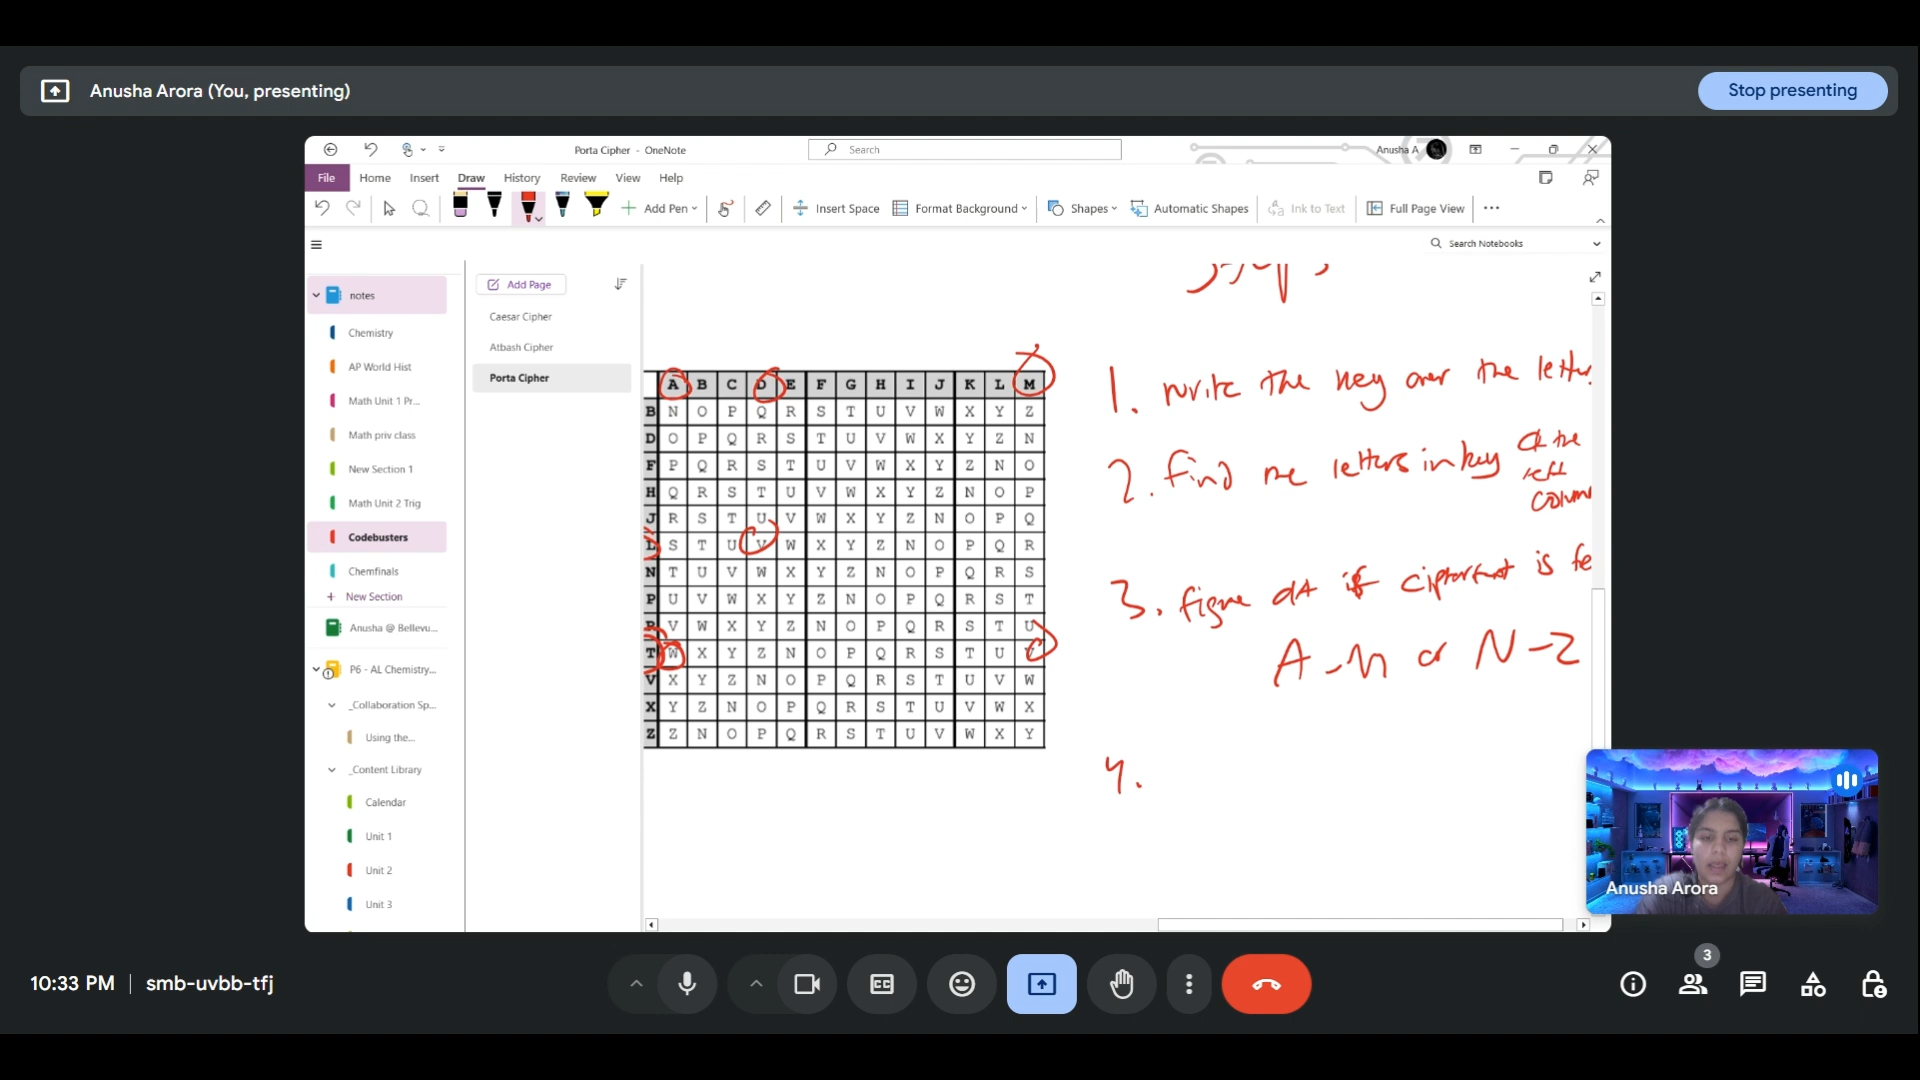 Anusha Arora (You, presenting)
Stop presenting
Porta Cipher - OneNote
Search
Anusha A
File Home Insert Draw History Review View Help
Add Pen
Insert Space
Format Background
Shapes
Automatic Shapes
Ink to Text
Full Page View
Search Notebooks
notes
Chemistry
AP World Hist
Math Unit 1 Pr...
Math priv class
New Section 1
Math Unit 2 Trig
Codebusters
Chemfinals
New Section
Anusha @ Bellevu...
P6 - AL Chemistry...
_Collaboration Sp...
Using the...
_Content Library
Calendar
Unit 1
Unit 2
Unit 3
Add Page
Caesar Cipher
Atbash Cipher
Porta Cipher
A B C D E F G H I J K L M
B N O P Q R S T U V W X Y Z
D O P Q R S T U V W X Y Z N
F P Q R S T U V W X Y Z N O
H Q R S T U V W X Y Z N O P
J R S T U V W X Y Z N O P Q
L S T U V W X Y Z N O P Q R
N T U V W X Y Z N O P Q R S
P U V W X Y Z N O P Q R S T
R V W X Y Z N O P Q R S T U
T W X Y Z N O P Q R S T U V
V X Y Z N O P Q R S T U V W
X Y Z N O P Q R S T U V W X
Z Z N O P Q R S T U V W X Y
1. write the key over the letter
2. find the letters in key
the
left
column
3. figure out if ciphertext is
A-M or N-Z
4.
Anusha Arora
10:33 PM | smb-uvbb-tfj
3